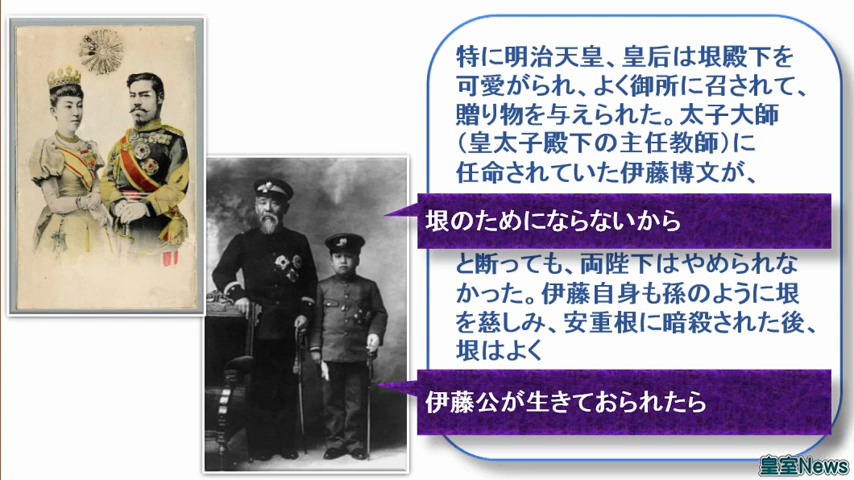 特に明治天皇、皇后は垠殿下を
可愛がられ、よく御所に召されて、
贈り物を与えられた。太子大師
（皇太子殿下の主任教師）に
任命されていた伊藤博文が、
垠のためにならないから
と断っても、両陛下はやめられな
かった。伊藤自身も孫のように垠
を慈しみ、安重根に暗殺された後、
垠はよく
伊藤公が生きておられたら
皇室News